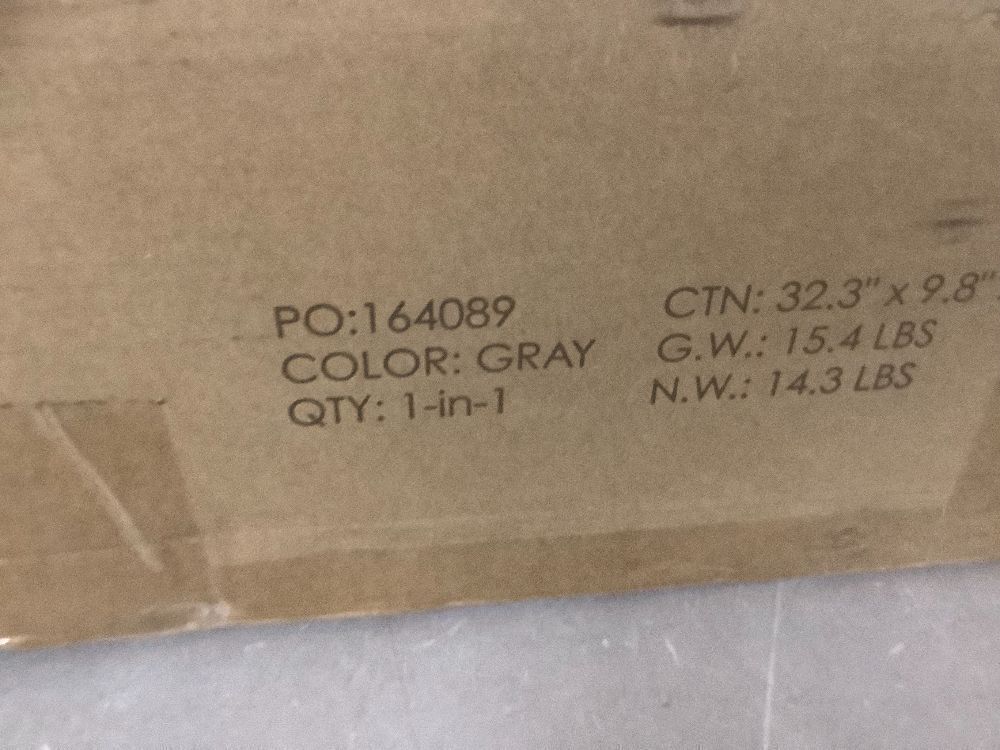 PO:164089
COLOR: GRAY
QTY: 1-in-1
CTN: 32.3" x 9.8"
G.W.: 15.4 LBS
N.W.: 14.3 LBS